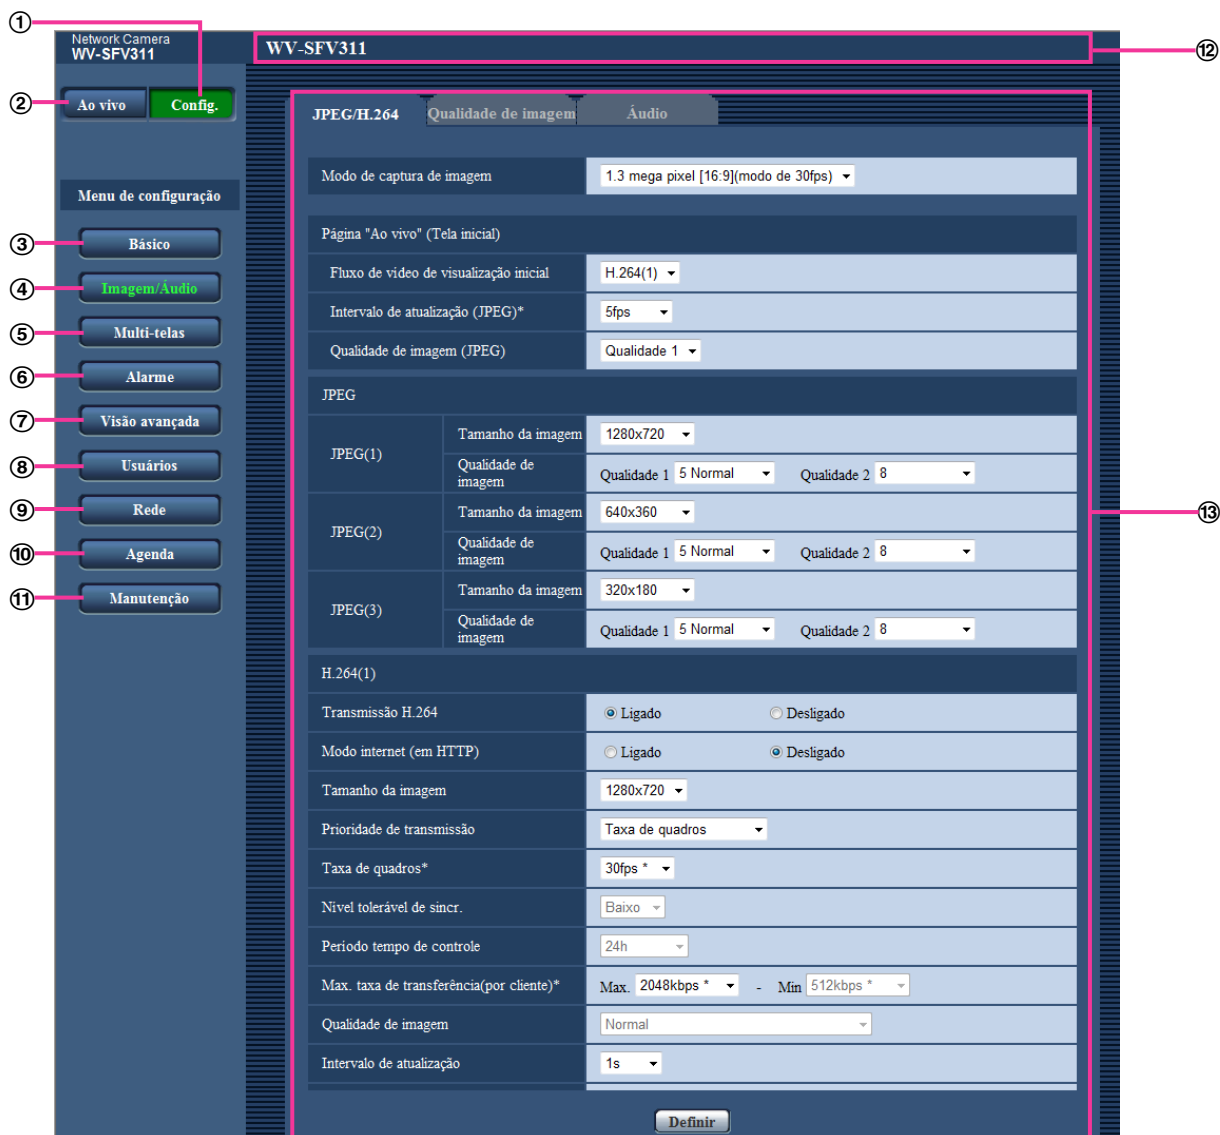 ①
Network Camera
WV-SFV311
WV-SFV311
⑫
②
Ao vivo
Config.
JPEG/H.264
Qualidade de imagem
Áudio
Modo de captura de imagem
1.3 mega pixel [16:9](modo de 30fps)
Menu de configuração
Página "Ao vivo" (Tela inicial)
③
Básico
Fluxo de vídeo de visualização inicial
H.264(1)
④
Imagem/Áudio
Intervalo de atualização (JPEG)*
5fps
⑤
Multi-telas
Qualidade de imagem (JPEG)
Qualidade 1
⑥
Alarme
JPEG
⑦
Visão avançada
JPEG(1)
Tamanho da imagem
1280x720
Qualidade de imagem
Qualidade 1
5 Normal
Qualidade 2
8
⑧
Usuários
⑨
Rede
JPEG(2)
Tamanho da imagem
640x360
⑬
Qualidade de imagem
Qualidade 1
5 Normal
Qualidade 2
8
⑩
Agenda
⑪
Manutenção
JPEG(3)
Tamanho da imagem
320x180
Qualidade de imagem
Qualidade 1
5 Normal
Qualidade 2
8
H.264(1)
Transmissão H.264
Ligado
Desligado
Modo internet (em HTTP)
Ligado
Desligado
Tamanho da imagem
1280x720
Prioridade de transmissão
Taxa de quadros
Taxa de quadros*
30fps *
Nível tolerável de sincr.
Baixo
Período tempo de controle
24h
Max. taxa de transferência(por cliente)*
Max.
2048kbps *
-
Min
512kbps *
Qualidade de imagem
Normal
Intervalo de atualização
1s
Definir